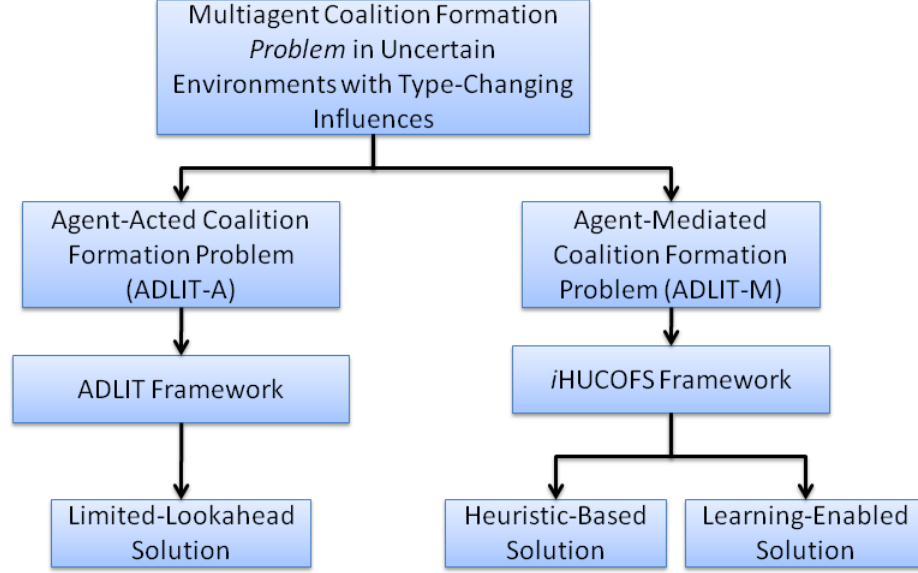 Multiagent Coalition Formation
Problem in Uncertain
Environments with Type-Changing
Influences
Agent-Acted Coalition
Formation Problem
(ADLIT-A)
Agent-Mediated
Coalition Formation
Problem (ADLIT-M)
ADLIT Framework
iHUCOFS Framework
Limited-Lookahead
Solution
Heuristic-Based
Solution
Learning-Enabled
Solution